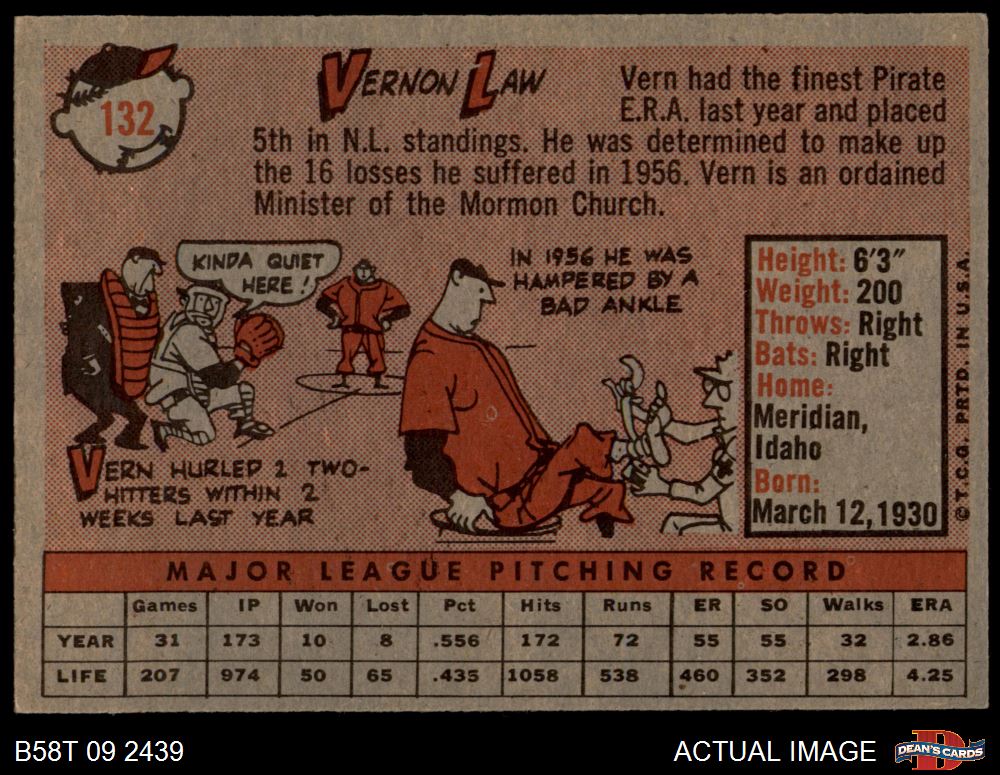 132
VERNON LAW
Vern had the finest Pirate
E.R.A. last year and placed
5th in N.L. standings. He was determined to make up
the 16 losses he suffered in 1956. Vern is an ordained
Minister of the Mormon Church.
KINDA QUIET
HERE!
VERN HURLED 2 TWO-
HITTERS WITHIN 2
WEEKS LAST YEAR
IN 1956 HE WAS
HAMPERED BY A
BAD ANKLE
Height: 6'3"
Weight: 200
Throws: Right
Bats: Right
Home:
Meridian,
Idaho
Born:
March 12, 1930
© T.C.G. PRTD. IN U.S.A.
MAJOR LEAGUE PITCHING RECORD
Games IP Won Lost Pct Hits Runs ER SO Walks ERA
YEAR 31 173 10 8 .556 172 72 55 55 32 2.86
LIFE 207 974 50 65 .435 1058 538 460 352 298 4.25
B58T 09 2439
ACTUAL IMAGE
DEAN'S CARDS